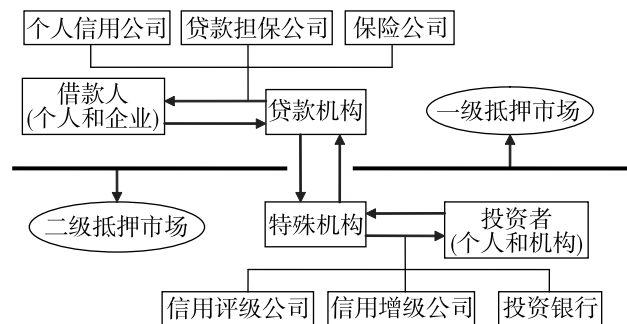 个人信用公司
贷款担保公司
保险公司
借款人
(个人和企业)
贷款机构
一级抵押市场
二级抵押市场
特殊机构
投资者
(个人和机构)
信用评级公司
信用增级公司
投资银行